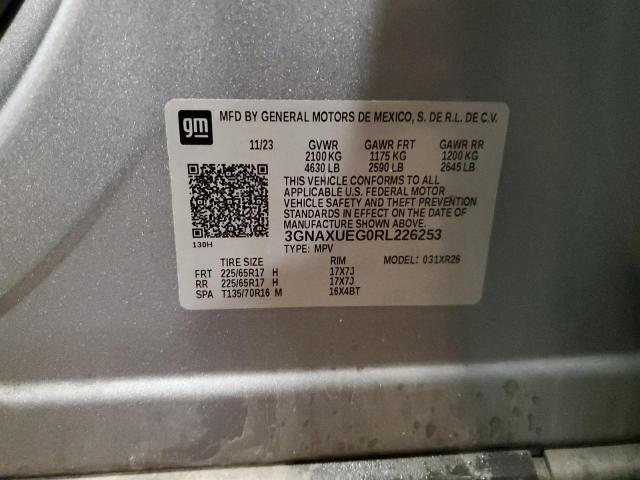 gm
MFD BY GENERAL MOTORS DE MEXICO, S. DE R.L. DE C.V.
11/23 GVWR GAWR FRT GAWR RR
2100 KG 1175 KG 1200 KG
4630 LB 2590 LB 2645 LB
THIS VEHICLE CONFORMS TO ALL
APPLICABLE U.S. FEDERAL MOTOR
VEHICLE SAFETY AND THEFT PREVENTION
STANDARDS IN EFFECT ON THE DATE OF
MANUFACTURE SHOWN ABOVE.
3GNAXUEG0RL226253
130H
TYPE: MPV MODEL: 031XR26
TIRE SIZE RIM
FRT 225/65R17 H 17X7J
RR 225/65R17 H 17X7J
SPA T135/70R16 M 16X4BT